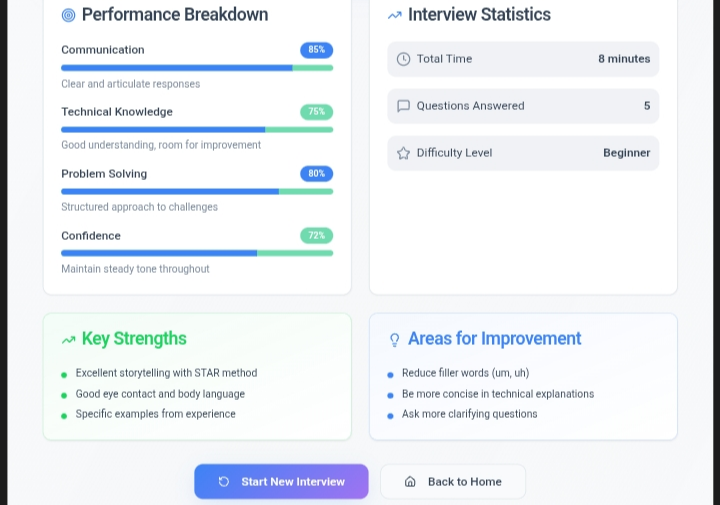 Performance Breakdown
Communication 85%
Clear and articulate responses
Technical Knowledge 75%
Good understanding, room for improvement
Problem Solving 80%
Structured approach to challenges
Confidence 72%
Maintain steady tone throughout
Interview Statistics
Total Time 8 minutes
Questions Answered 5
Difficulty Level Beginner
Key Strengths
Excellent storytelling with STAR method
Good eye contact and body language
Specific examples from experience
Areas for Improvement
Reduce filler words (um, uh)
Be more concise in technical explanations
Ask more clarifying questions
Start New Interview
Back to Home